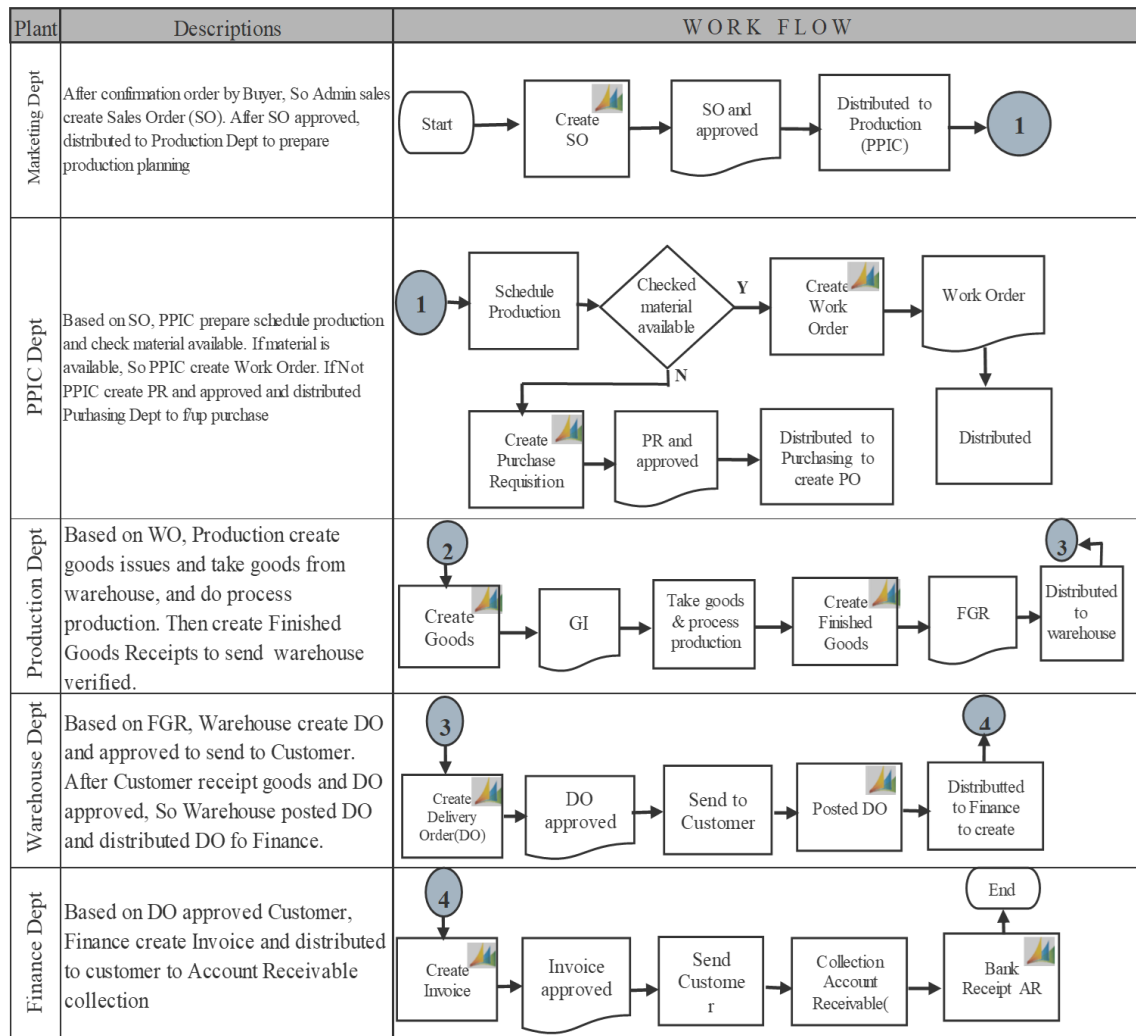 Plant
Descriptions
WORK FLOW
Marketing Dept
After confirmation order by Buyer, So Admin sales
create Sales Order (SO). After SO approved,
distributed to Production Dept to prepare
production planning
Start
Create
SO
SO and
approved
Distributed to
Production
(PPIC)
1
PPIC Dept
Based on SO, PPIC prepare schedule production
and check material available. If material is
available, So PPIC create Work Order. If Not
PPIC create PR and approved and distributed
Purhasing Dept to f/up purchase
1
Schedule
Production
Checked
material
available
Y
Create
Work
Order
Work Order
N
Create
Purchase
Requisition
PR and
approved
Distributed to
Purchasing to
create PO
Distributed
Production Dept
Based on WO, Production create
goods issues and take goods from
warehouse, and do process
production. Then create Finished
Goods Receipts to send warehouse
verified.
2
Create
Goods
GI
Take goods
& process
production
Create
Finished
Goods
FGR
Distributed
to
warehouse
3
Warehouse Dept
Based on FGR, Warehouse create DO
and approved to send to Customer.
After Customer receipt goods and DO
approved, So Warehouse posted DO
and distributed DO fo Finance.
3
Create
Delivery
Order(DO)
DO
approved
Send to
Customer
Posted DO
Distributted
to Finance
to create
4
Finance Dept
Based on DO approved Customer,
Finance create Invoice and distributed
to customer to Account Receivable
collection
4
Create
Invoice
Invoice
approved
Send
Custome
r
Collection
Account
Receivable(
Bank
Receipt AR
End